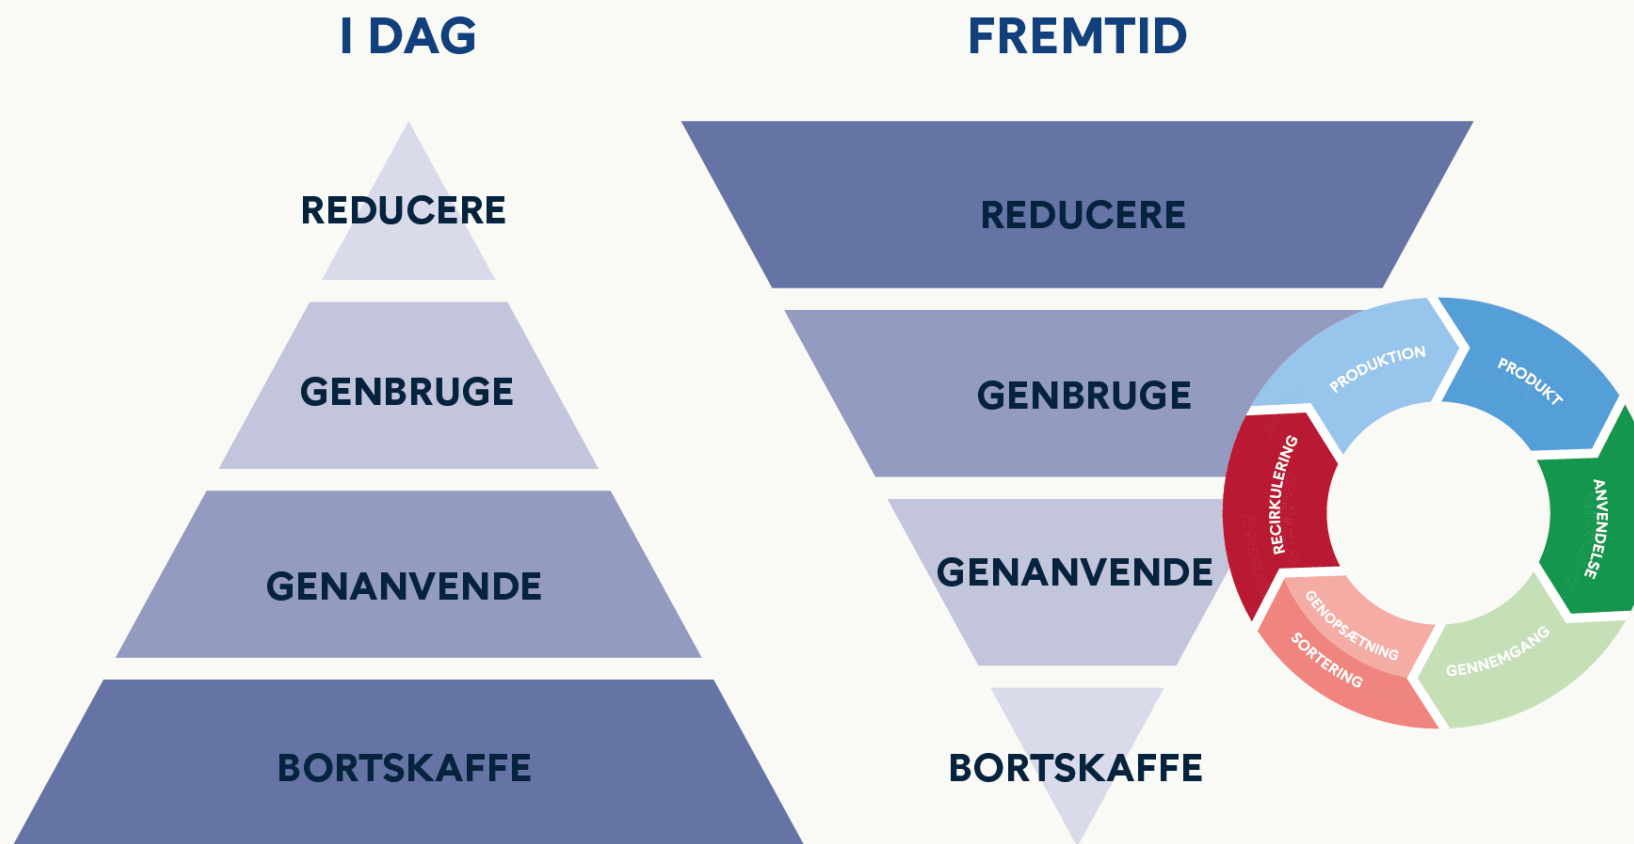 I DAG
REDUCERE
GENBRUGE
GENANVENDE
BORTSKAFFE
FREMTID
REDUCERE
GENBRUGE
GENANVENDE
BORTSKAFFE
PRODUKTION
PRODUKT
ANVENDELSE
GENNEMGANG
GENOPSÆTNING
SORTERING
RECIRKULERING